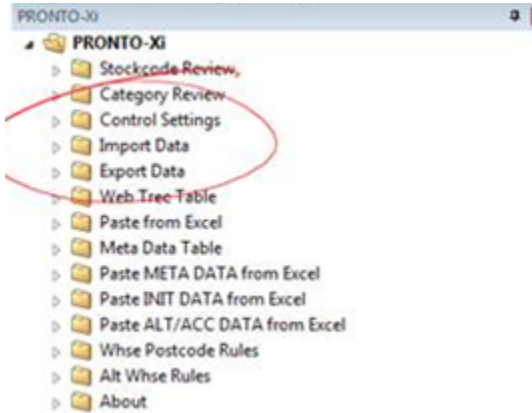 PRONTO-Xi
PRONTO-Xi
Stockcode Review,
Category Review
Control Settings
Import Data
Export Data
Web Tree Table
Paste from Excel
Meta Data Table
Paste META DATA from Excel
Paste INIT DATA from Excel
Paste ALT/ACC DATA from Excel
Whse Postcode Rules
Alt Whse Rules
About